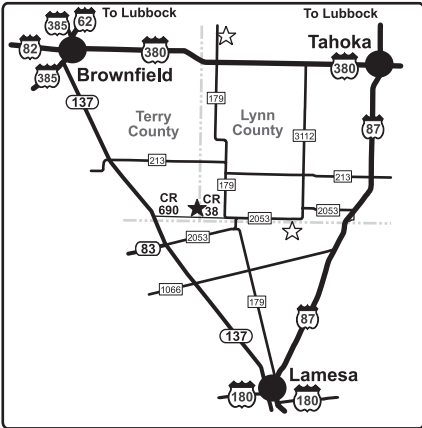 To Lubbock
To Lubbock
385
62
82
380
Brownfield
Tahoka
380
385
137
179
Terry
County
Lynn
County
3112
87
213
179
213
CR
690
CR
38
2053
2053
83
2053
1066
179
137
87
Lamesa
180
180